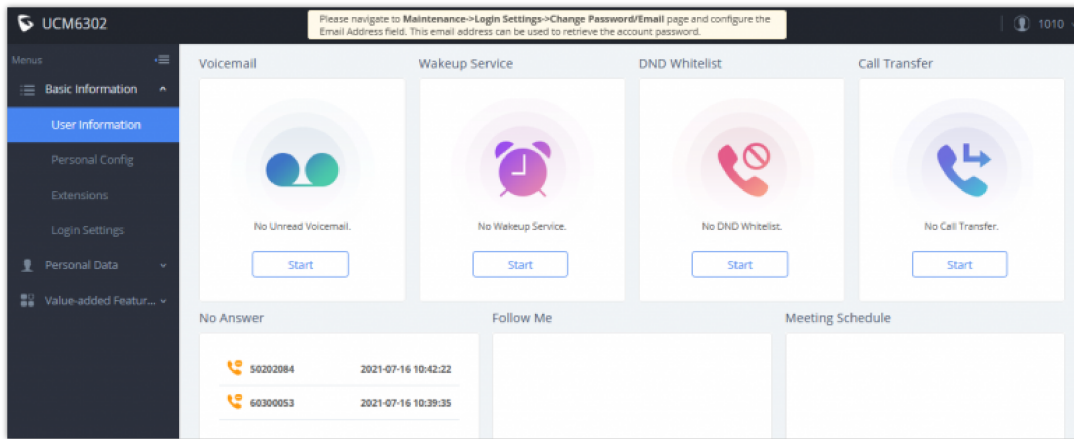 UCM6302
Please navigate to Maintenance->Login Settings->Change Password/Email page and configure the
Email Address field. This email address can be used to retrieve the account password.
1010
Menus
Basic Information
User Information
Personal Config
Extensions
Login Settings
Personal Data
Value-added Featur...
Voicemail
No Unread Voicemail.
Start
Wakeup Service
No Wakeup Service.
Start
DND Whitelist
No DND Whitelist.
Start
Call Transfer
No Call Transfer.
Start
No Answer
50202084 2021-07-16 10:42:22
60300053 2021-07-16 10:39:35
Follow Me
Meeting Schedule